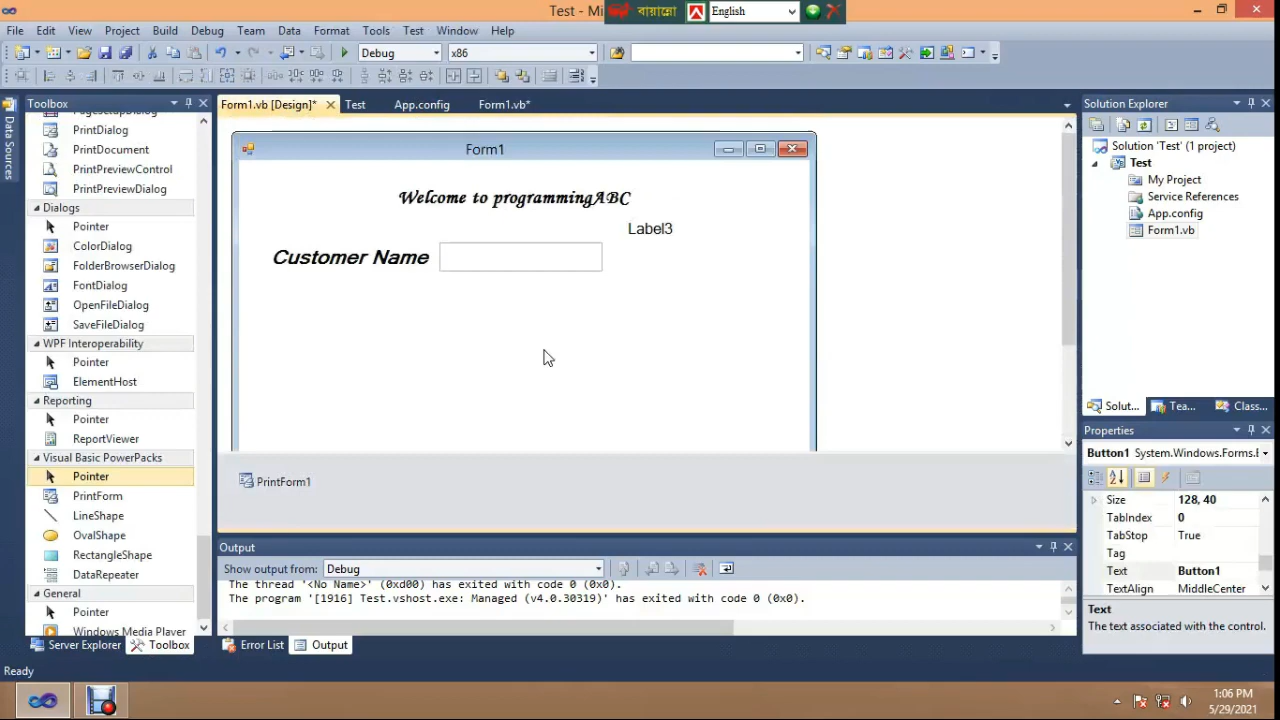 Test - Mi
বায়ান্নো
English
File Edit View Project Build Debug Team Data Format Tools Test Window Help
Debug
x86
Toolbox
Form1.vb [Design]*
Test
App.config
Form1.vb*
Solution Explorer
Data Sources
PrintDialog
PrintDocument
PrintPreviewControl
PrintPreviewDialog
Dialogs
Pointer
ColorDialog
FolderBrowserDialog
FontDialog
OpenFileDialog
SaveFileDialog
WPF Interoperability
Pointer
ElementHost
Reporting
Pointer
ReportViewer
Visual Basic PowerPacks
Pointer
PrintForm
LineShape
OvalShape
RectangleShape
DataRepeater
General
Pointer
Windows Media Player
Server Explorer
Toolbox
Form1
Welcome to programmingABC
Label3
Customer Name
PrintForm1
Output
Show output from:
Debug
The thread '<No Name>' (0xd00) has exited with code 0 (0x0).
The program '[1916] Test.vshost.exe: Managed (v4.0.30319)' has exited with code 0 (0x0).
Error List
Output
Solution 'Test' (1 project)
Test
My Project
Service References
App.config
Form1.vb
Solut...
Tea...
Class...
Properties
Button1 System.Windows.Forms.
Size 128, 40
TabIndex 0
TabStop True
Tag
Text Button1
TextAlign MiddleCenter
Text
The text associated with the control.
Ready
1:06 PM
5/29/2021